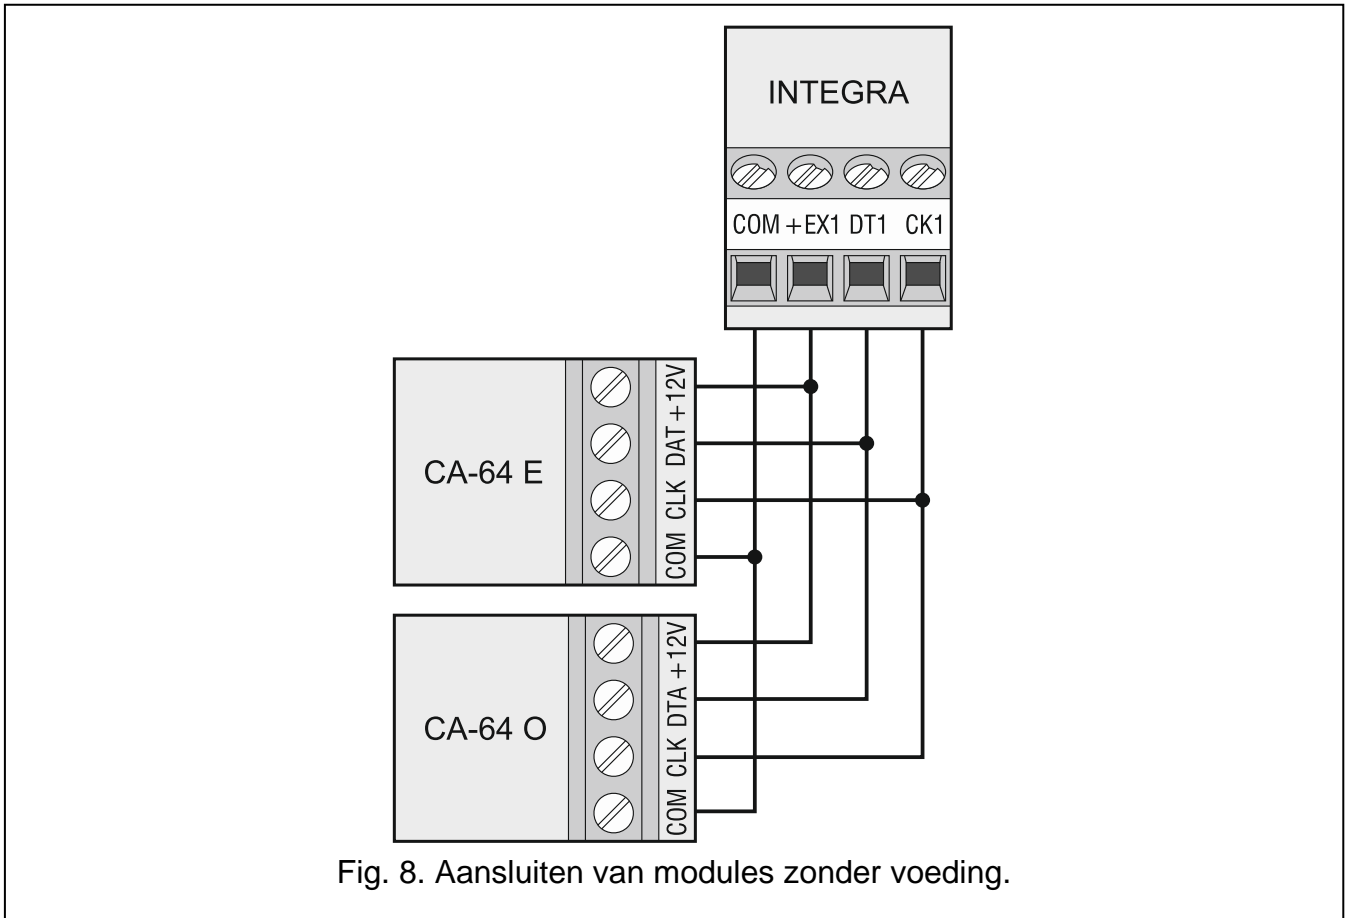 INTEGRA
COM +EX1 DT1 CK1
CA-64 E
+12V
DAT
CLK
COM
CA-64 O
+12V
DTA
CLK
COM
Fig. 8. Aansluiten van modules zonder voeding.